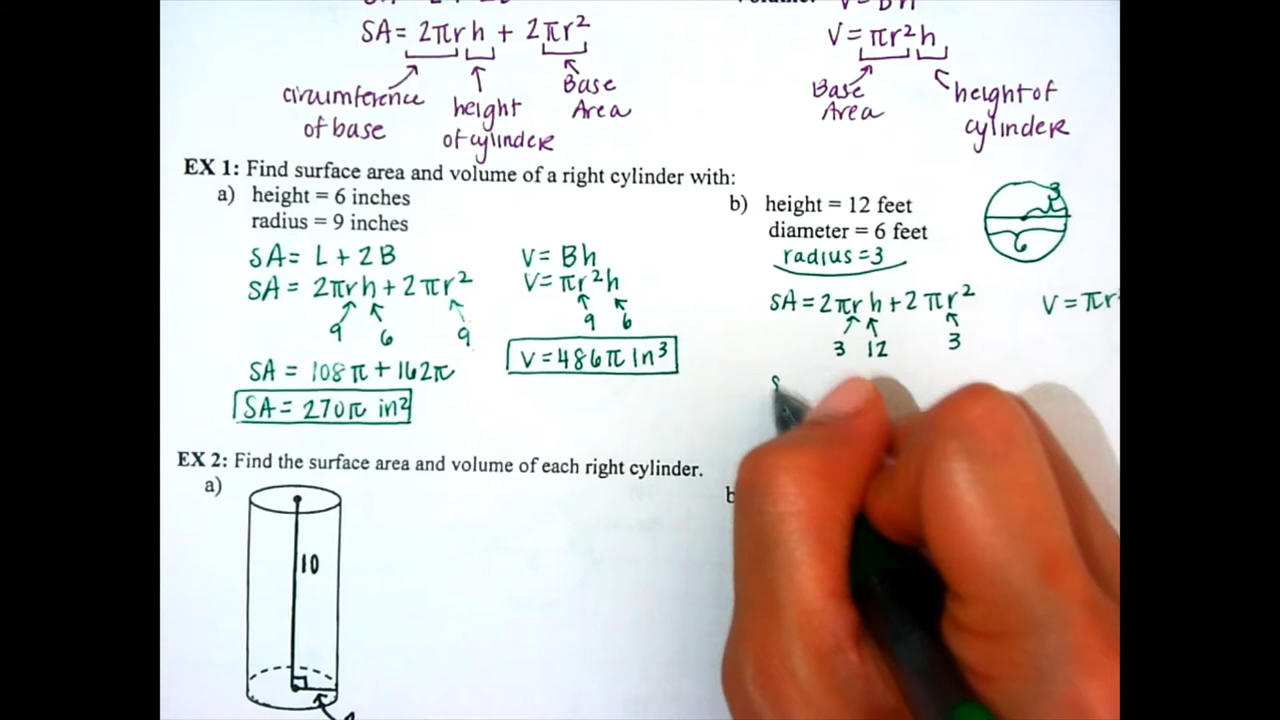 SA = 2πrh + 2πr²
circumference of base
height of cylinder
Base Area
V = πr²h
Base Area
height of cylinder
EX 1: Find surface area and volume of a right cylinder with:
a) height = 6 inches
radius = 9 inches
SA = L + 2B
SA = 2πrh + 2πr²
9 6 9
SA = 108π + 162π
SA = 270π in²
V = Bh
V = πr²h
9 6
V = 486π in³
b) height = 12 feet
diameter = 6 feet
radius = 3
3
6
SA = 2πrh + 2πr²
3 12 3
V = πr²
EX 2: Find the surface area and volume of each right cylinder.
a)
10
b